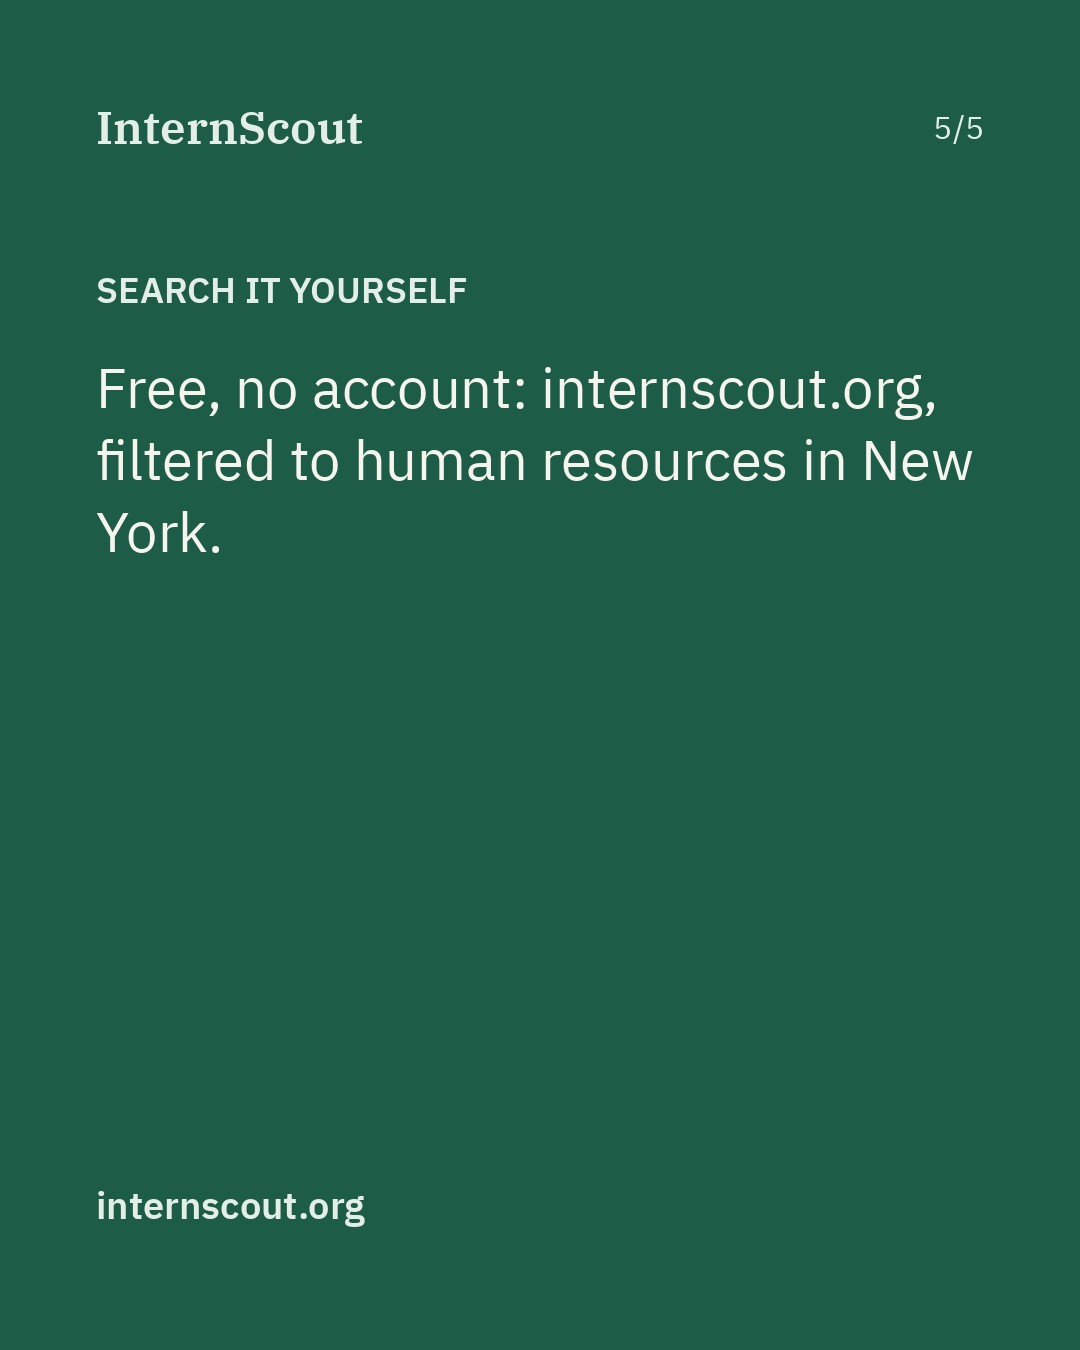 InternScout
5/5
SEARCH IT YOURSELF
Free, no account: internscout.org,
filtered to human resources in New
York.
internscout.org